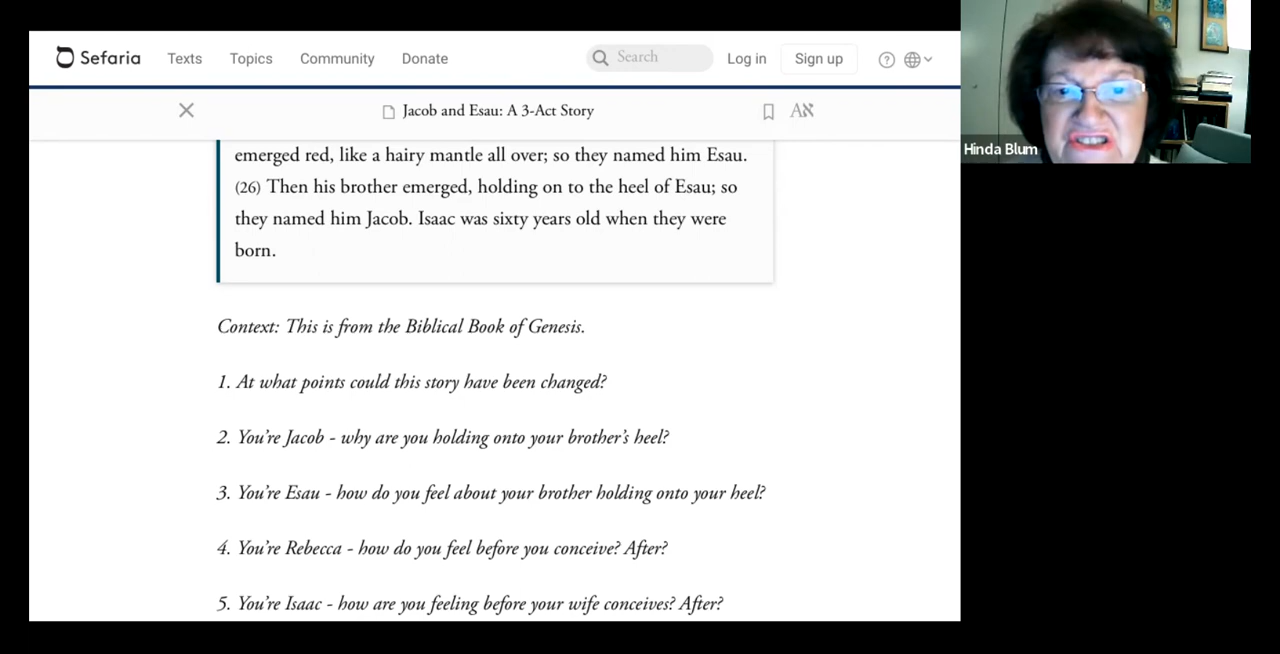 Sefaria Texts Topics Community Donate Search Log in Sign up
Jacob and Esau: A 3-Act Story Aא
emerged red, like a hairy mantle all over; so they named him Esau.
(26) Then his brother emerged, holding on to the heel of Esau; so
they named him Jacob. Isaac was sixty years old when they were
born.
Context: This is from the Biblical Book of Genesis.
1. At what points could this story have been changed?
2. You're Jacob - why are you holding onto your brother's heel?
3. You're Esau - how do you feel about your brother holding onto your heel?
4. You're Rebecca - how do you feel before you conceive? After?
5. You're Isaac - how are you feeling before your wife conceives? After?
Hinda Blum